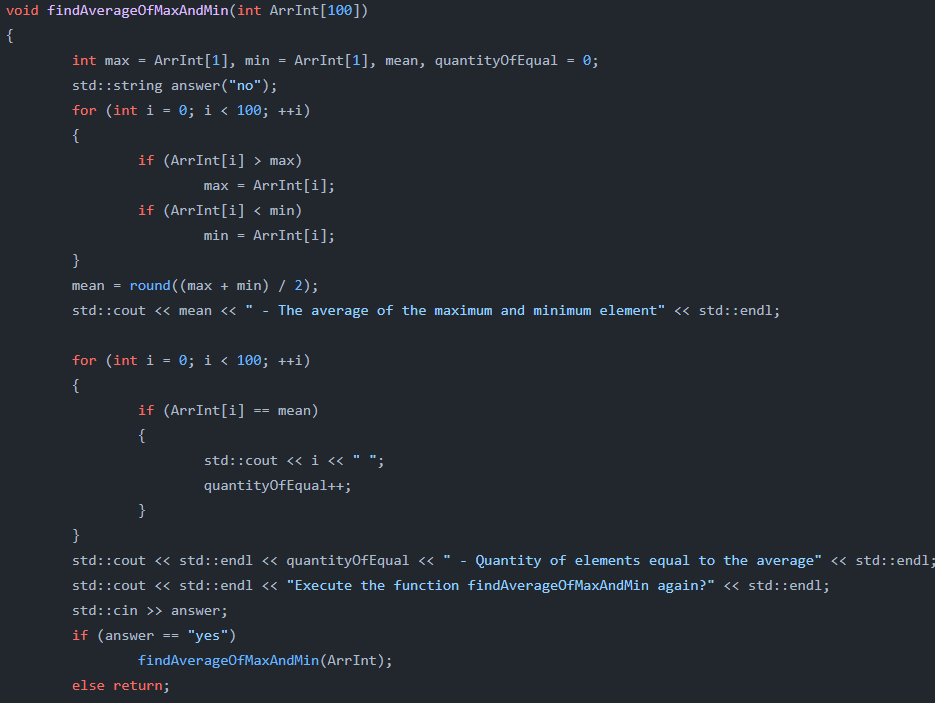 void findAverageOfMaxAndMin(int ArrInt[100])
{
int max = ArrInt[1], min = ArrInt[1], mean, quantityOfEqual = 0;
std::string answer("no");
for (int i = 0; i < 100; ++i)
{
if (ArrInt[i] > max)
max = ArrInt[i];
if (ArrInt[i] < min)
min = ArrInt[i];
}
mean = round((max + min) / 2);
std::cout << mean << " - The average of the maximum and minimum element" << std::endl;
for (int i = 0; i < 100; ++i)
{
if (ArrInt[i] == mean)
{
std::cout << i << " ";
quantityOfEqual++;
}
}
std::cout << std::endl << quantityOfEqual << " - Quantity of elements equal to the average" << std::endl;
std::cout << std::endl << "Execute the function findAverageOfMaxAndMin again?" << std::endl;
std::cin >> answer;
if (answer == "yes")
findAverageOfMaxAndMin(ArrInt);
else return;